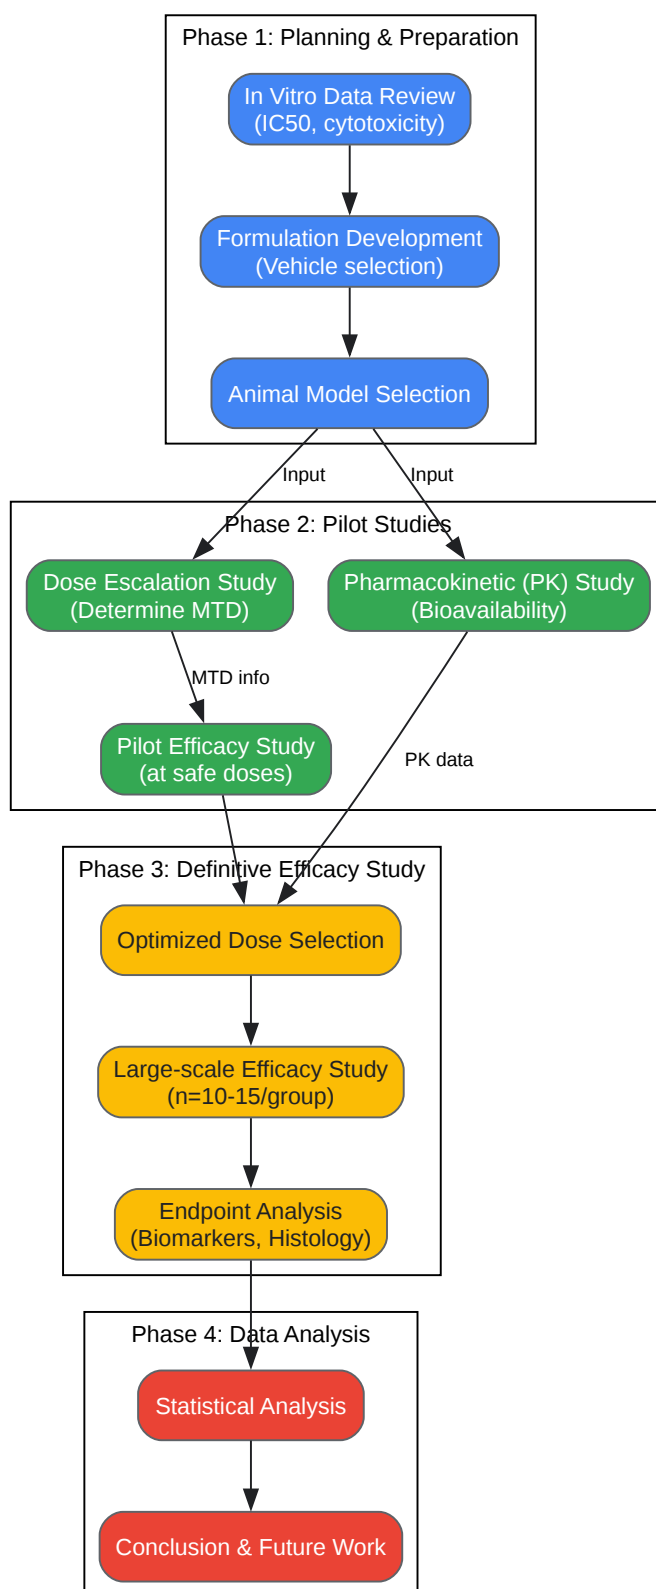 Phase 1: Planning & Preparation
In Vitro Data Review
(IC50, cytotoxicity)
Formulation Development
(Vehicle selection)
Animal Model Selection
Input
Input
Phase 2: Pilot Studies
Dose Escalation Study
(Determine MTD)
Pharmacokinetic (PK) Study
(Bioavailability)
MTD info
Pilot Efficacy Study
(at safe doses)
PK data
Phase 3: Definitive Efficacy Study
Optimized Dose Selection
Large-scale Efficacy Study
(n=10-15/group)
Endpoint Analysis
(Biomarkers, Histology)
Phase 4: Data Analysis
Statistical Analysis
Conclusion & Future Work